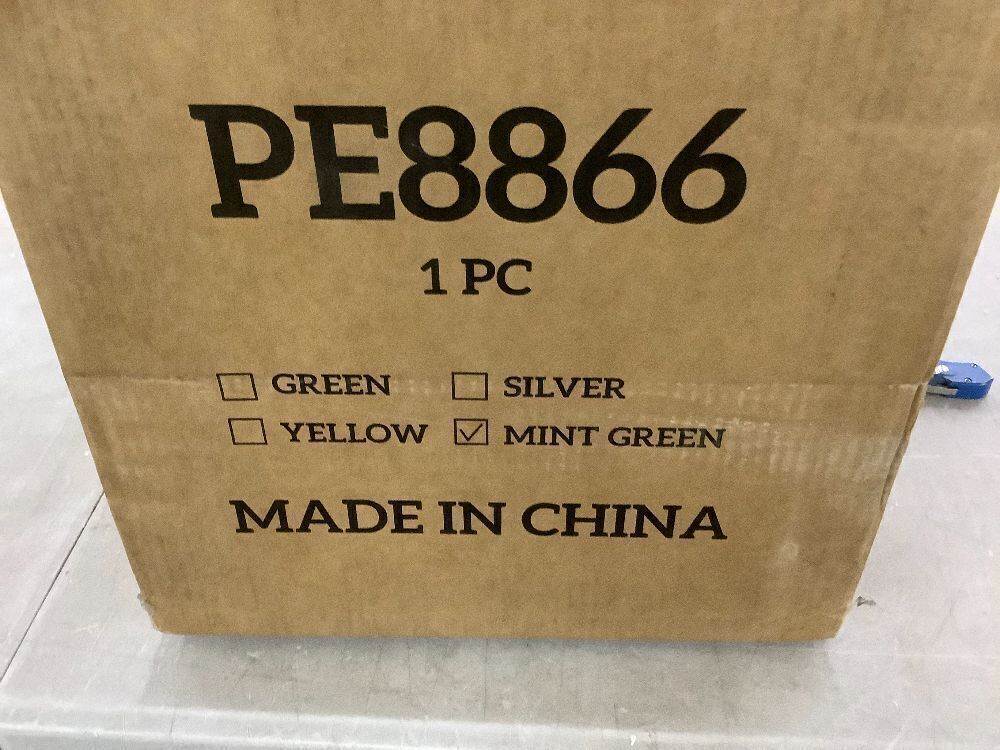 PE8866
1 PC
☐ GREEN ☐ SILVER
☐ YELLOW ☑ MINT GREEN
MADE IN CHINA